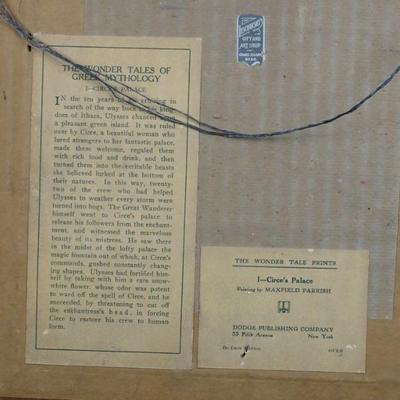 THE WONDER TALES OF
GREEK MYTHOLOGY
I—CIRCE'S PALACE
IN the ten years of his cruising in
search of the way back to his king-
dom of Ithaca, Ulysses chanced upon
a pleasant green island. It was ruled
over by Circe, a beautiful woman who
lured strangers to her fantastic palace,
made them welcome, regaled them
with rich food and drink, and then
turned them into the veritable beasts
she believed lurked at the bottom of
their natures. In this way, twenty-
two of the crew who had helped
Ulysses to weather every storm were
turned into hogs. The Great Wanderer
himself went to Circe's palace to
release his followers from the enchant-
ment, and witnessed the marvelous
beauty of its mistress. He saw there
in the midst of the lofty palace the
magic fountain out of which, at Circe's
commands, gushed constantly chang-
ing shapes. Ulysses had fortified him-
self by taking with him a rare snow-
white flower, whose odor was potent
to ward off the spell of Circe, and he
succeeded, by threatening to cut off
the enchantress's head, in forcing
Circe to restore his crew to human
form.
GIFT AND
ART SHOP
THE WONDER TALE PRINTS
I—Circe's Palace
Painting by MAXFIELD PARRISH
DODGE PUBLISHING COMPANY
53 Fifth Avenue New York